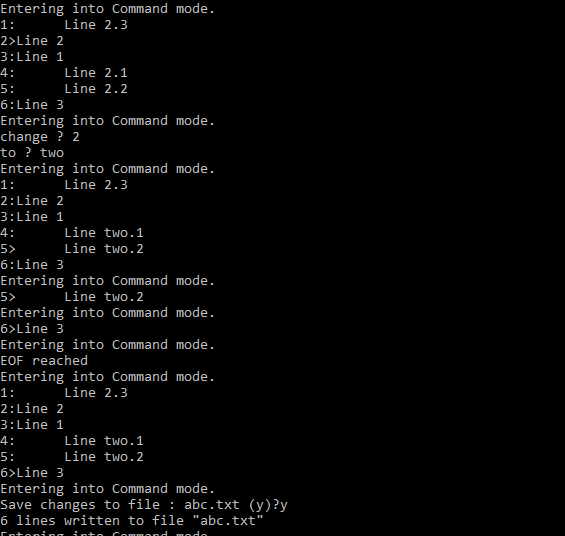 Entering into Command mode.
1:      Line 2.3
2>Line 2
3:Line 1
4:      Line 2.1
5:      Line 2.2
6:Line 3
Entering into Command mode.
change ? 2
to ? two
Entering into Command mode.
1:      Line 2.3
2:Line 2
3:Line 1
4:      Line two.1
5>      Line two.2
6:Line 3
Entering into Command mode.
5>      Line two.2
Entering into Command mode.
6>Line 3
Entering into Command mode.
EOF reached
Entering into Command mode.
1:      Line 2.3
2:Line 2
3:Line 1
4:      Line two.1
5:      Line two.2
6>Line 3
Entering into Command mode.
Save changes to file : abc.txt (y)?y
6 lines written to file "abc.txt"
Entering into Command mode.